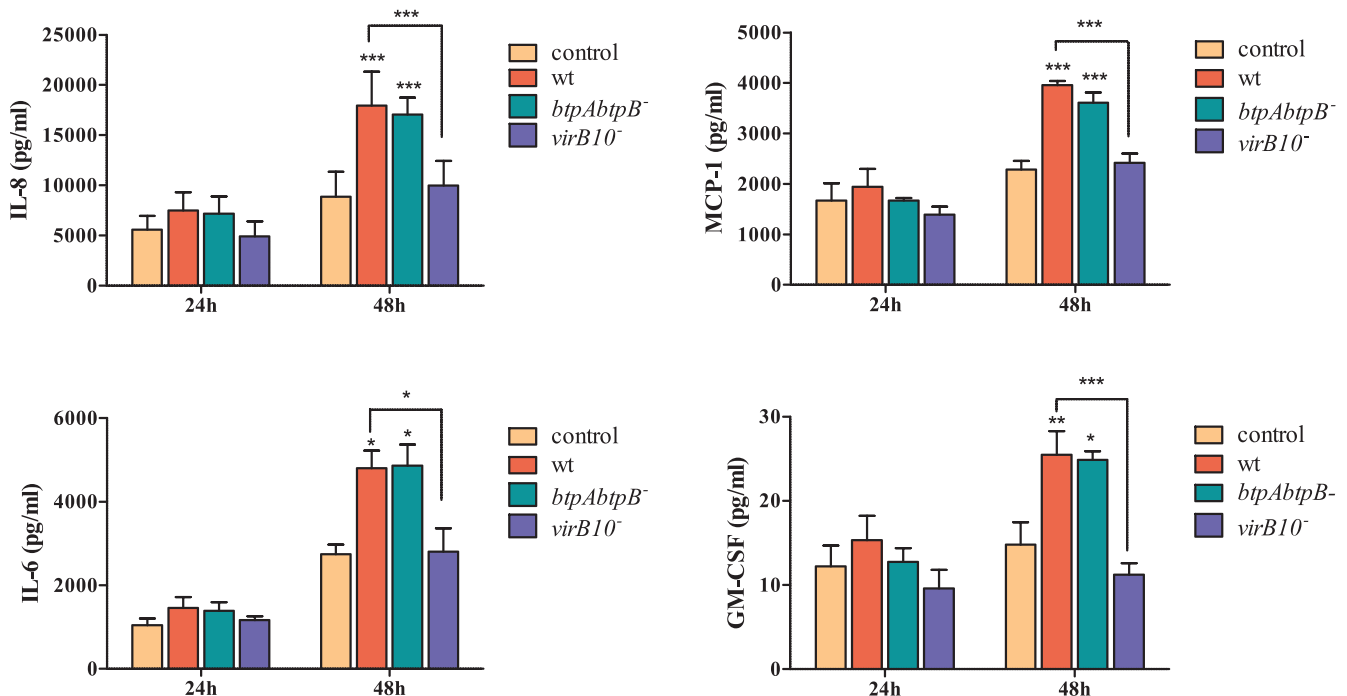 ***
25000
20000
15000
10000
5000
0
IL-8 (pg/ml)
*** ***
24h 48h
control
wt
btpAbtpB⁻
virB10⁻
***
5000
4000
3000
2000
1000
0
MCP-1 (pg/ml)
*** ***
24h 48h
control
wt
btpAbtpB⁻
virB10⁻
*
6000
4000
2000
0
IL-6 (pg/ml)
* *
24h 48h
control
wt
btpAbtpB⁻
virB10⁻
***
30
20
10
0
GM-CSF (pg/ml)
** *
24h 48h
control
wt
btpAbtpB-
virB10⁻